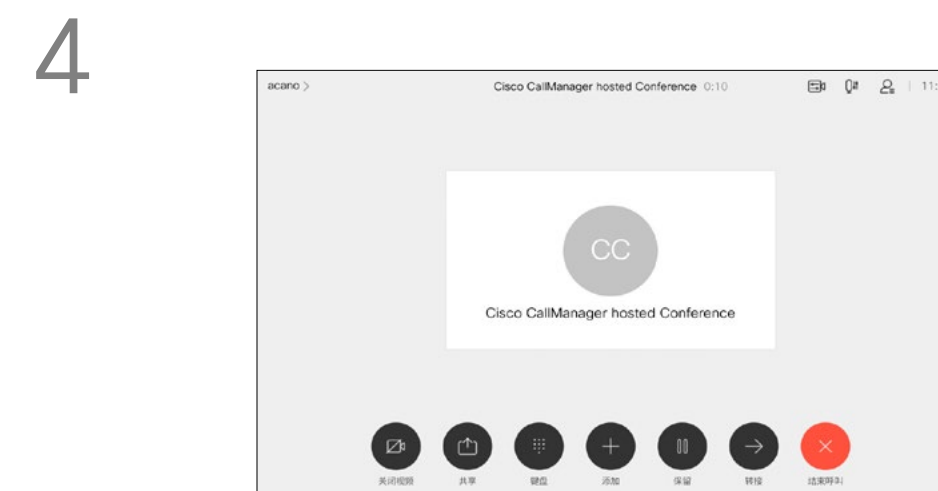 4
acano >
Cisco CallManager hosted Conference 0:10
11:
CC
Cisco CallManager hosted Conference
关闭视频 共享 键盘 添加 保留 转接 结束呼叫